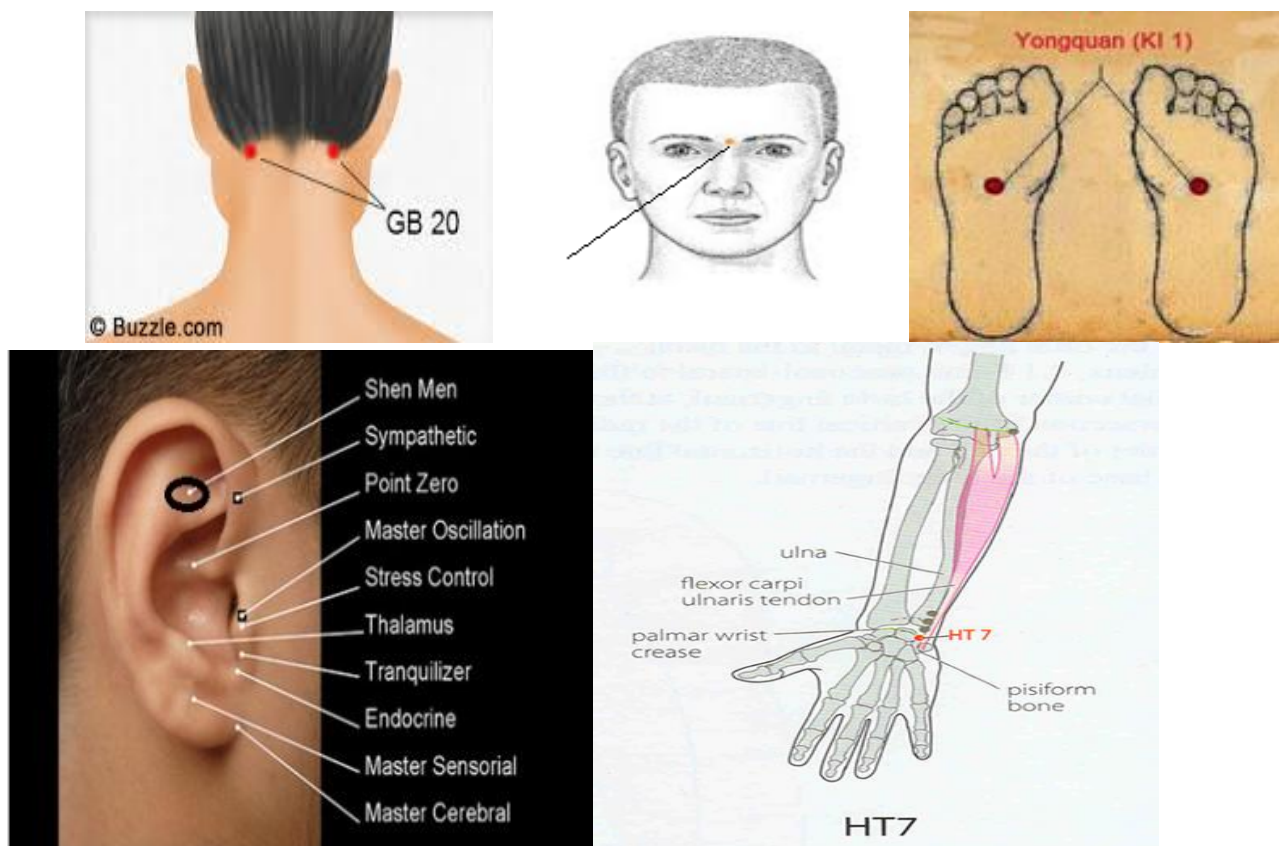 GB 20
© Buzzle.com
Yongquan (KI 1)
Shen Men
Sympathetic
Point Zero
Master Oscillation
Stress Control
Thalamus
Tranquilizer
Endocrine
Master Sensorial
Master Cerebral
ulna
flexor carpi
ulnaris tendon
palmar wrist
crease
HT 7
pisiform
bone
HT7